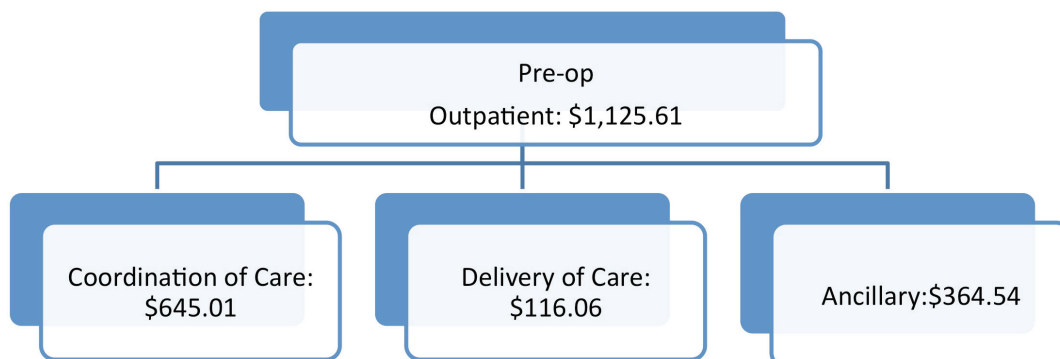 Pre-op
Outpatient: $1,125.61
Coordination of Care:
$645.01
Delivery of Care:
$116.06
Ancillary:$364.54